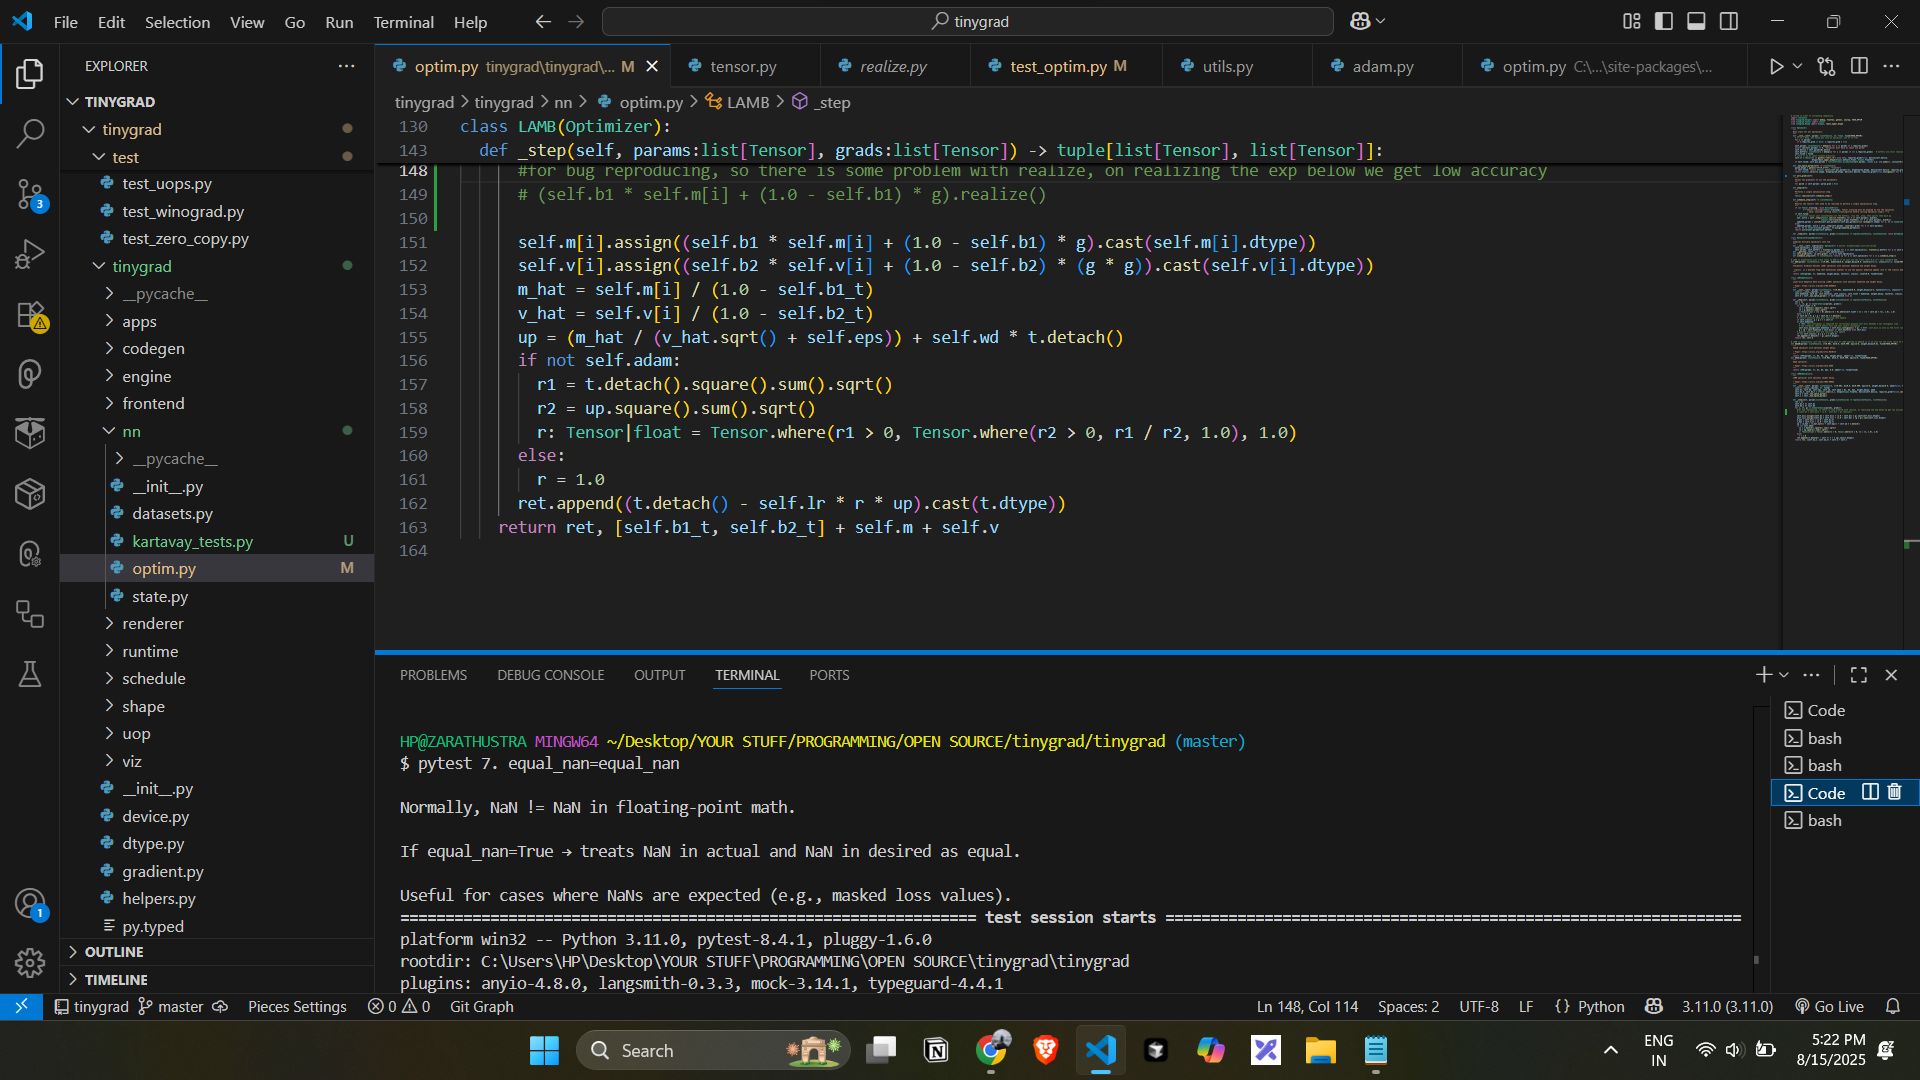 File Edit Selection View Go Run Terminal Help
tinygrad
EXPLORER
TINYGRAD
tinygrad
test
test_uops.py
test_winograd.py
test_zero_copy.py
tinygrad
__pycache__
apps
codegen
engine
frontend
nn
__pycache__
__init__.py
datasets.py
kartavay_tests.py U
optim.py M
state.py
renderer
runtime
schedule
shape
uop
viz
__init__.py
device.py
dtype.py
gradient.py
helpers.py
py.typed
OUTLINE
TIMELINE
3
1
optim.py tinygrad\tinygrad\... M
tensor.py
realize.py
test_optim.py M
utils.py
adam.py
optim.py C:\...\site-packages\...
tinygrad > tinygrad > nn > optim.py > LAMB > _step
130 class LAMB(Optimizer):
143 def _step(self, params:list[Tensor], grads:list[Tensor]) -> tuple[list[Tensor], list[Tensor]]:
148 #for bug reproducing, so there is some problem with realize, on realizing the exp below we get low accuracy
149 # (self.b1 * self.m[i] + (1.0 - self.b1) * g).realize()
150
151 self.m[i].assign((self.b1 * self.m[i] + (1.0 - self.b1) * g).cast(self.m[i].dtype))
152 self.v[i].assign((self.b2 * self.v[i] + (1.0 - self.b2) * (g * g)).cast(self.v[i].dtype))
153 m_hat = self.m[i] / (1.0 - self.b1_t)
154 v_hat = self.v[i] / (1.0 - self.b2_t)
155 up = (m_hat / (v_hat.sqrt() + self.eps)) + self.wd * t.detach()
156 if not self.adam:
157 r1 = t.detach().square().sum().sqrt()
158 r2 = up.square().sum().sqrt()
159 r: Tensor|float = Tensor.where(r1 > 0, Tensor.where(r2 > 0, r1 / r2, 1.0), 1.0)
160 else:
161 r = 1.0
162 ret.append((t.detach() - self.lr * r * up).cast(t.dtype))
163 return ret, [self.b1_t, self.b2_t] + self.m + self.v
164
PROBLEMS DEBUG CONSOLE OUTPUT TERMINAL PORTS
HP@ZARATHUSTRA MINGW64 ~/Desktop/YOUR STUFF/PROGRAMMING/OPEN SOURCE/tinygrad/tinygrad (master)
$ pytest 7. equal_nan=equal_nan
Normally, NaN != NaN in floating-point math.
If equal_nan=True → treats NaN in actual and NaN in desired as equal.
Useful for cases where NaNs are expected (e.g., masked loss values).
================================================================ test session starts ================================================================
platform win32 -- Python 3.11.0, pytest-8.4.1, pluggy-1.6.0
rootdir: C:\Users\HP\Desktop\YOUR STUFF\PROGRAMMING\OPEN SOURCE\tinygrad\tinygrad
plugins: anyio-4.8.0, langsmith-0.3.3, mock-3.14.1, typeguard-4.4.1
Code
bash
bash
Code
bash
tinygrad master Pieces Settings 0 0 Git Graph
Ln 148, Col 114 Spaces: 2 UTF-8 LF {} Python 3.11.0 (3.11.0) Go Live
Search
ENG
IN
5:22 PM
8/15/2025